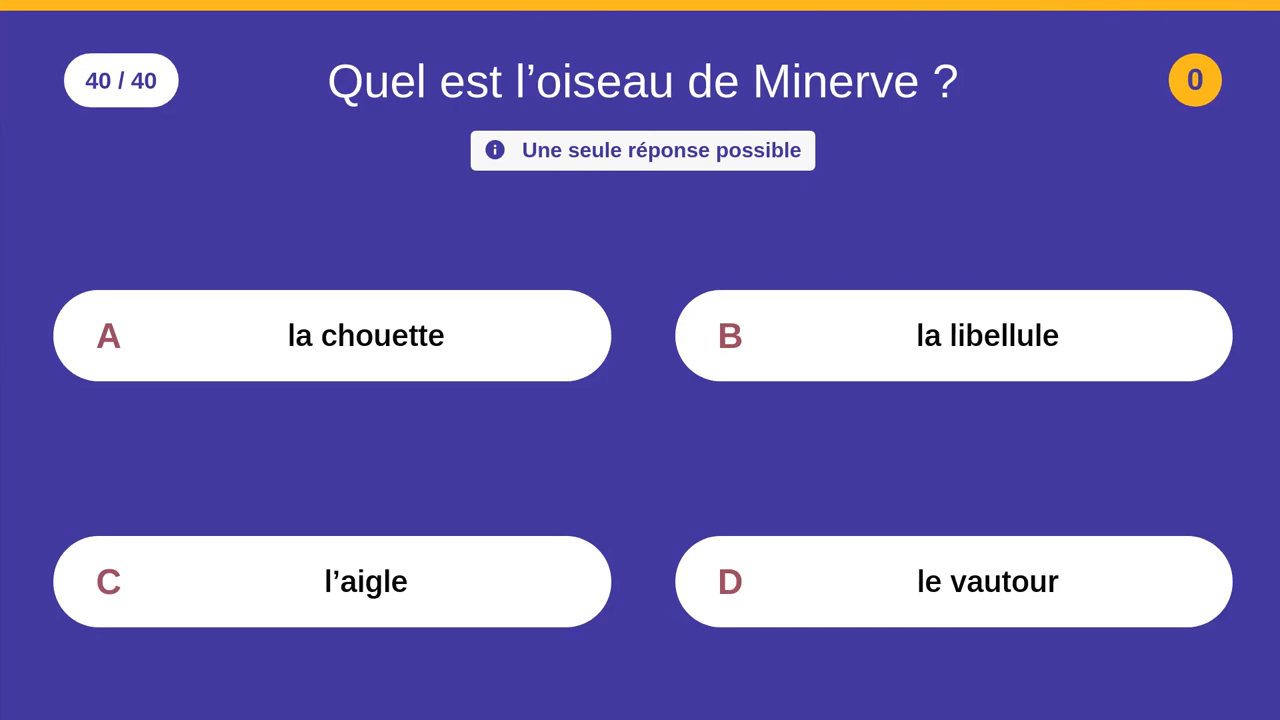 40 / 40
Quel est l’oiseau de Minerve ?
0
Une seule réponse possible
A
la chouette
B
la libellule
C
l’aigle
D
le vautour